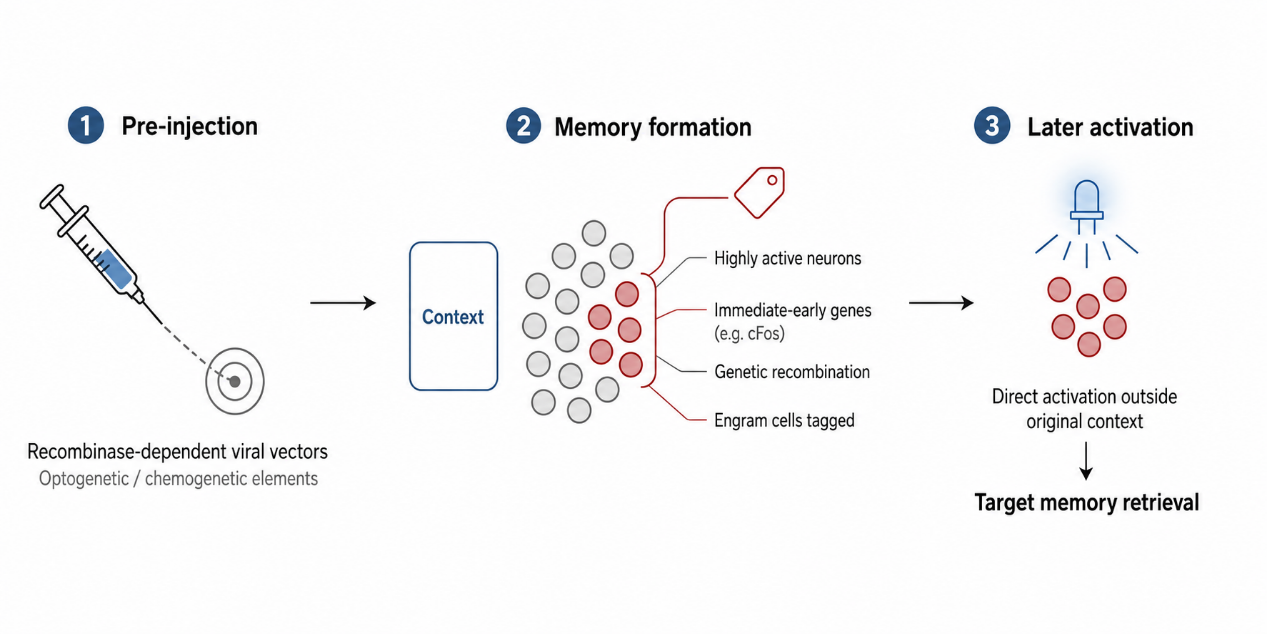 1 Pre-injection
Recombinase-dependent viral vectors
Optogenetic / chemogenetic elements
2 Memory formation
Context
Highly active neurons
Immediate-early genes
(e.g. cFos)
Genetic recombination
Engram cells tagged
3 Later activation
Direct activation outside
original context
Target memory retrieval